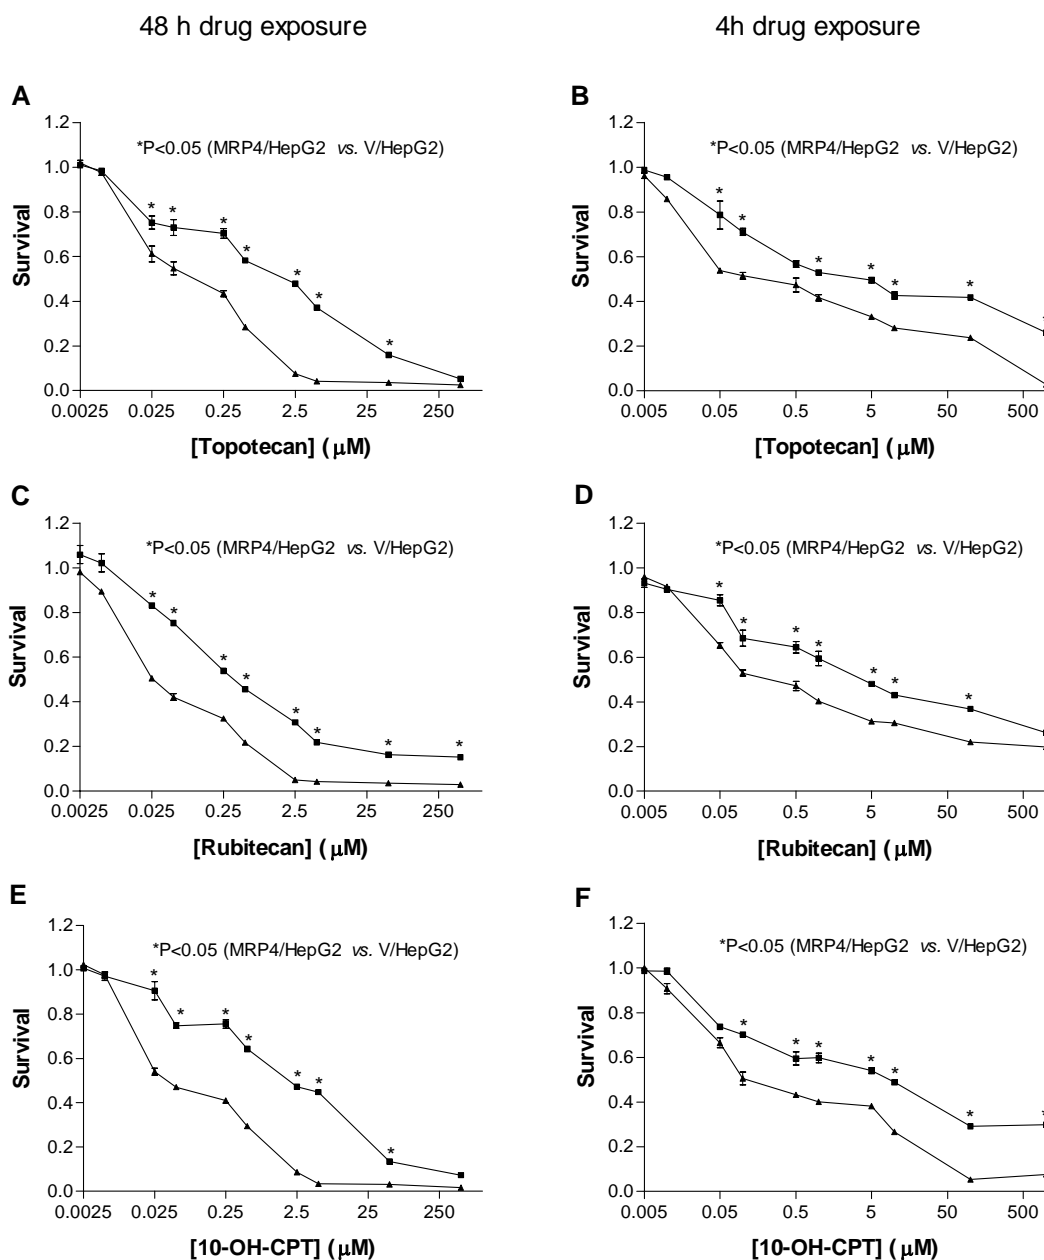 48 h drug exposure
4h drug exposure
A
1.2
1.0
0.8
0.6
0.4
0.2
0.0
Survival
*P<0.05 (MRP4/HepG2 vs. V/HepG2)
* * * * * * *
0.0025 0.025 0.25 2.5 25 250
[Topotecan] (μM)
B
1.2
1.0
0.8
0.6
0.4
0.2
0.0
Survival
*P<0.05 (MRP4/HepG2 vs. V/HepG2)
* * * * * * *
0.005 0.05 0.5 5 50 500
[Topotecan] (μM)
C
1.2
1.0
0.8
0.6
0.4
0.2
0.0
Survival
*P<0.05 (MRP4/HepG2 vs. V/HepG2)
* * * * * * * *
0.0025 0.025 0.25 2.5 25 250
[Rubitecan] (μM)
D
1.2
1.0
0.8
0.6
0.4
0.2
0.0
Survival
*P<0.05 (MRP4/HepG2 vs. V/HepG2)
* * * * * * *
0.005 0.05 0.5 5 50 500
[Rubitecan] (μM)
E
1.2
1.0
0.8
0.6
0.4
0.2
0.0
Survival
*P<0.05 (MRP4/HepG2 vs. V/HepG2)
* * * * * * *
0.0025 0.025 0.25 2.5 25 250
[10-OH-CPT] (μM)
F
1.2
1.0
0.8
0.6
0.4
0.2
0.0
Survival
*P<0.05 (MRP4/HepG2 vs. V/HepG2)
* * * * * * *
0.005 0.05 0.5 5 50 500
[10-OH-CPT] (μM)